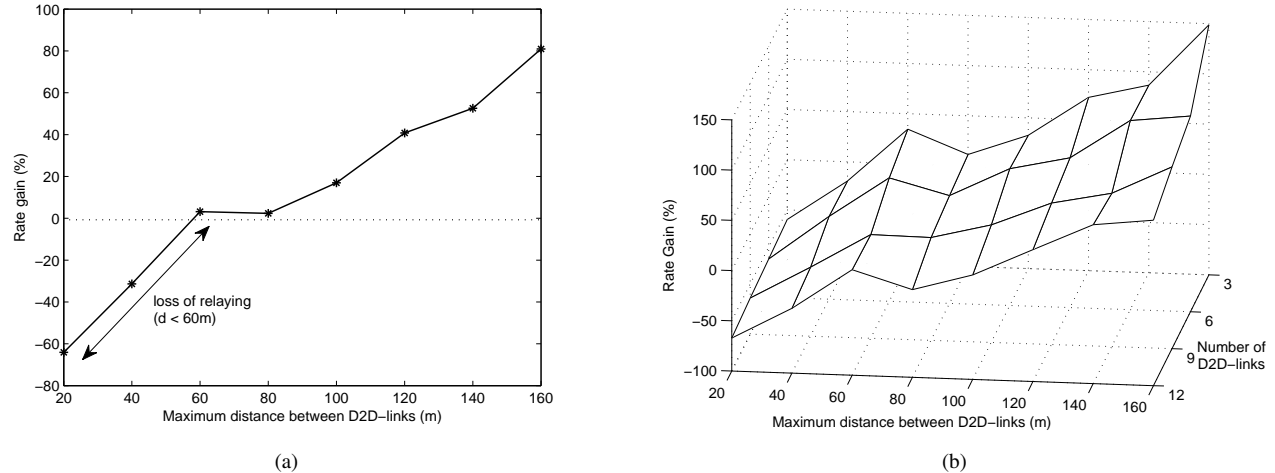 100
80
60
40
20
0
−20
−40
−60
−80
Rate gain (%)
loss of relaying
(d < 60m)
20 40 60 80 100 120 140 160
Maximum distance between D2D−links (m)
(a)
150
100
50
0
−50
−100
Rate Gain (%)
20 40 60 80 100 120 140 160
Maximum distance between D2D−links (m)
3
6
9
12
Number of
D2D−links
(b)